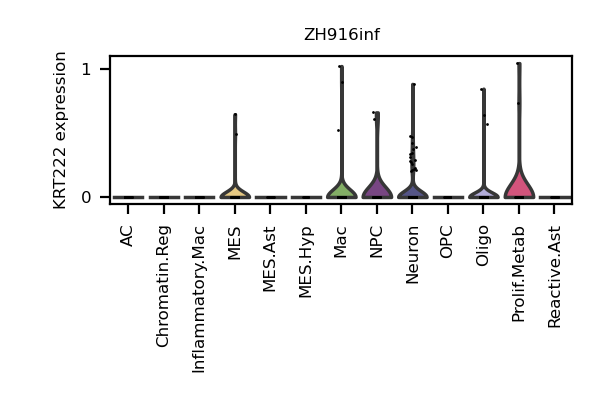 ZH916inf
KRT222 expression
1
0
AC
Chromatin.Reg
Inflammatory.Mac
MES
MES.Ast
MES.Hyp
Mac
NPC
Neuron
OPC
Oligo
Prolif.Metab
Reactive.Ast